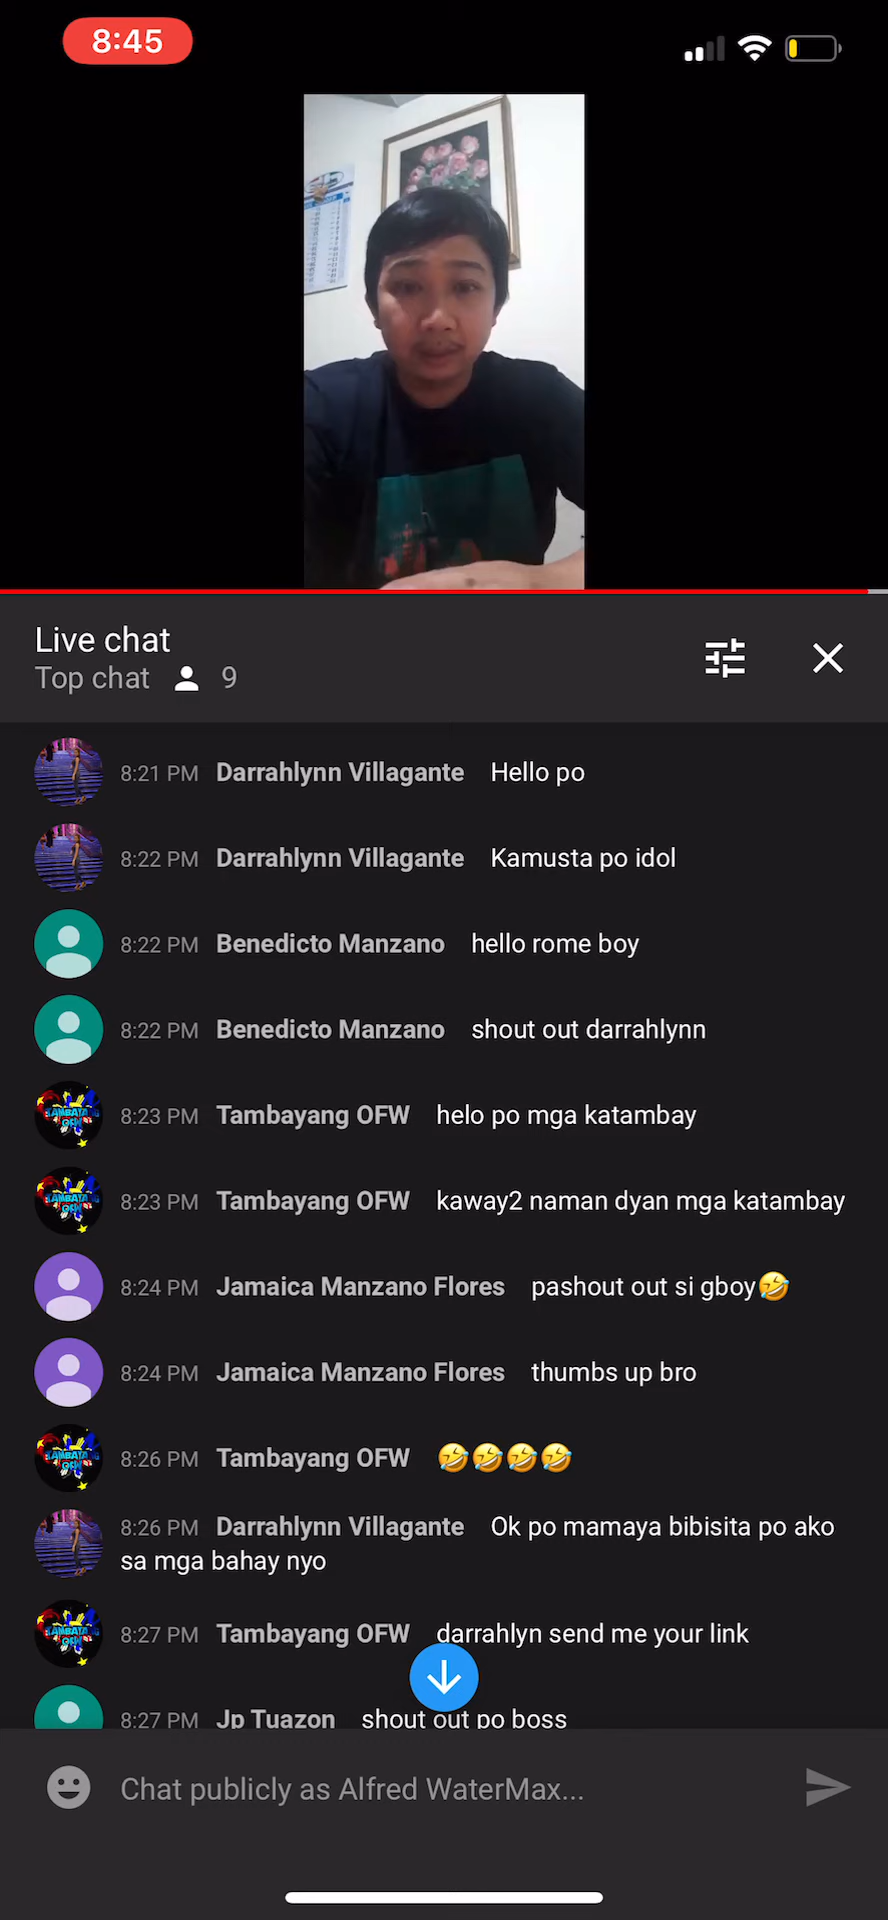 8:45
Live chat
Top chat 9
8:21 PM Darrahlynn Villagante Hello po
8:22 PM Darrahlynn Villagante Kamusta po idol
8:22 PM Benedicto Manzano hello rome boy
8:22 PM Benedicto Manzano shout out darrahlynn
8:23 PM Tambayang OFW helo po mga katambay
8:23 PM Tambayang OFW kaway2 naman dyan mga katambay
8:24 PM Jamaica Manzano Flores pashout out si gboy🤣
8:24 PM Jamaica Manzano Flores thumbs up bro
8:26 PM Tambayang OFW 🤣🤣🤣🤣
8:26 PM Darrahlynn Villagante Ok po mamaya bibisita po ako
sa mga bahay nyo
8:27 PM Tambayang OFW darrahlyn send me your link
8:27 PM Jp Tuazon shout out po boss
Chat publicly as Alfred WaterMax...